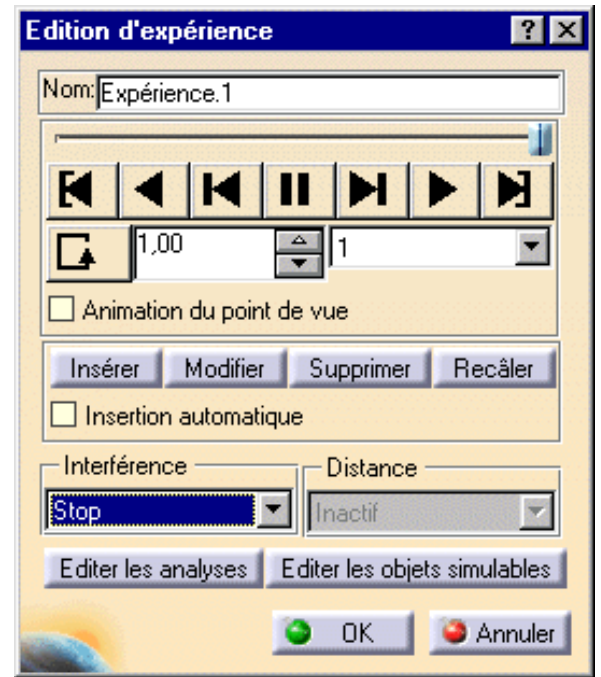 Edition d'expérience
Nom: Expérience.1
1,00 1
Animation du point de vue
Insérer Modifier Supprimer Recâler
Insertion automatique
Interférence Distance
Stop Inactif
Editer les analyses Editer les objets simulables
OK Annuler